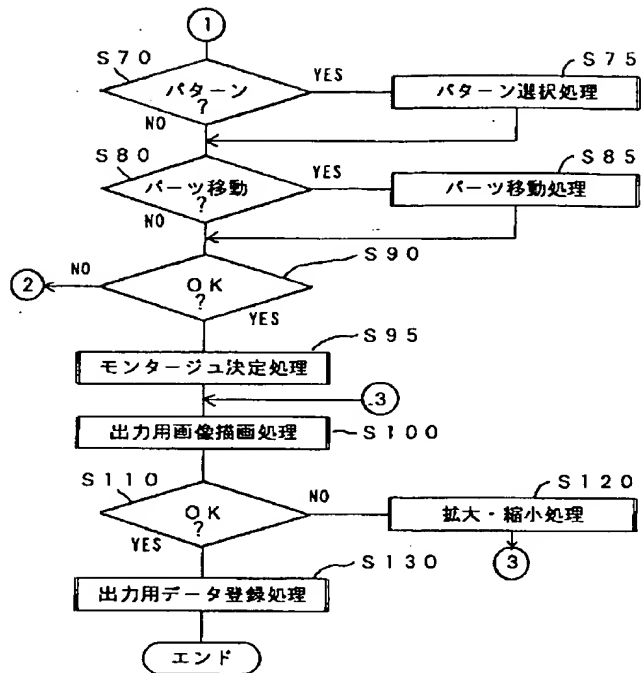 1
S70
パターン
?
YES
S75
パターン選択処理
NO
S80
パーツ移動
?
YES
S85
パーツ移動処理
NO
S90
OK
?
NO
2
YES
S95
モンタージュ決定処理
3
出力用画像描画処理
S100
S110
OK
?
NO
S120
拡大・縮小処理
YES
3
S130
出力用データ登録処理
エンド